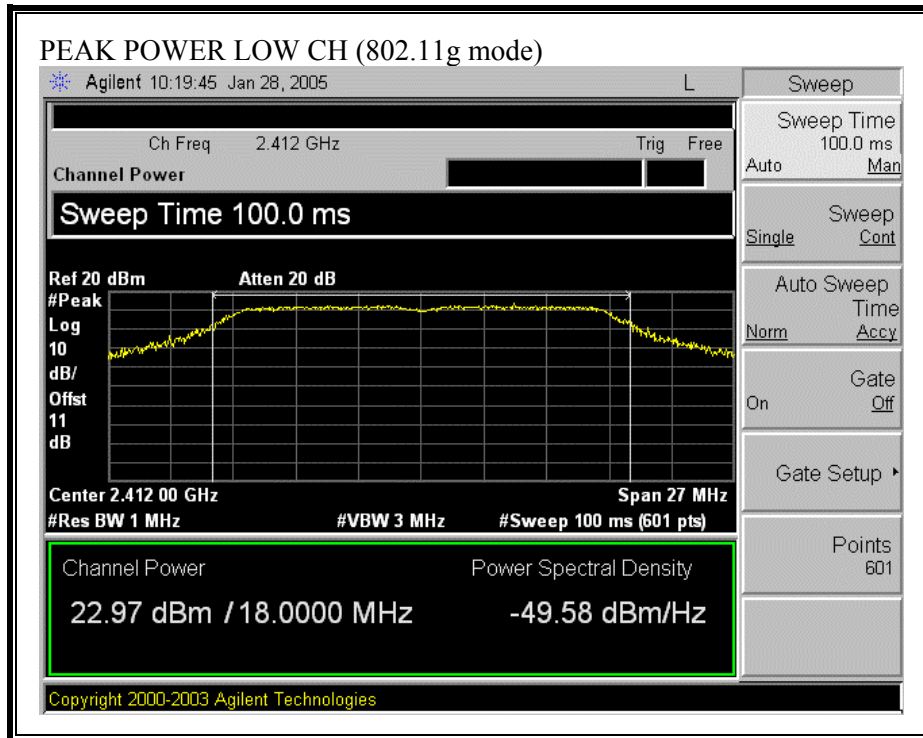 PEAK POWER LOW CH (802.11g mode)
Agilent 10:19:45 Jan 28, 2005 L
Sweep
Ch Freq 2.412 GHz Trig Free
Channel Power
Sweep Time 100.0 ms
Ref 20 dBm Atten 20 dB
#Peak
Log
10
dB/
Offst
11
dB
Center 2.412 00 GHz Span 27 MHz
#Res BW 1 MHz #VBW 3 MHz #Sweep 100 ms (601 pts)
Channel Power Power Spectral Density
22.97 dBm / 18.0000 MHz -49.58 dBm/Hz
Copyright 2000-2003 Agilent Technologies
Sweep Time
100.0 ms
Auto Man
Sweep
Single Cont
Auto Sweep
Time
Norm Accy
Gate
On Off
Gate Setup
Points
601